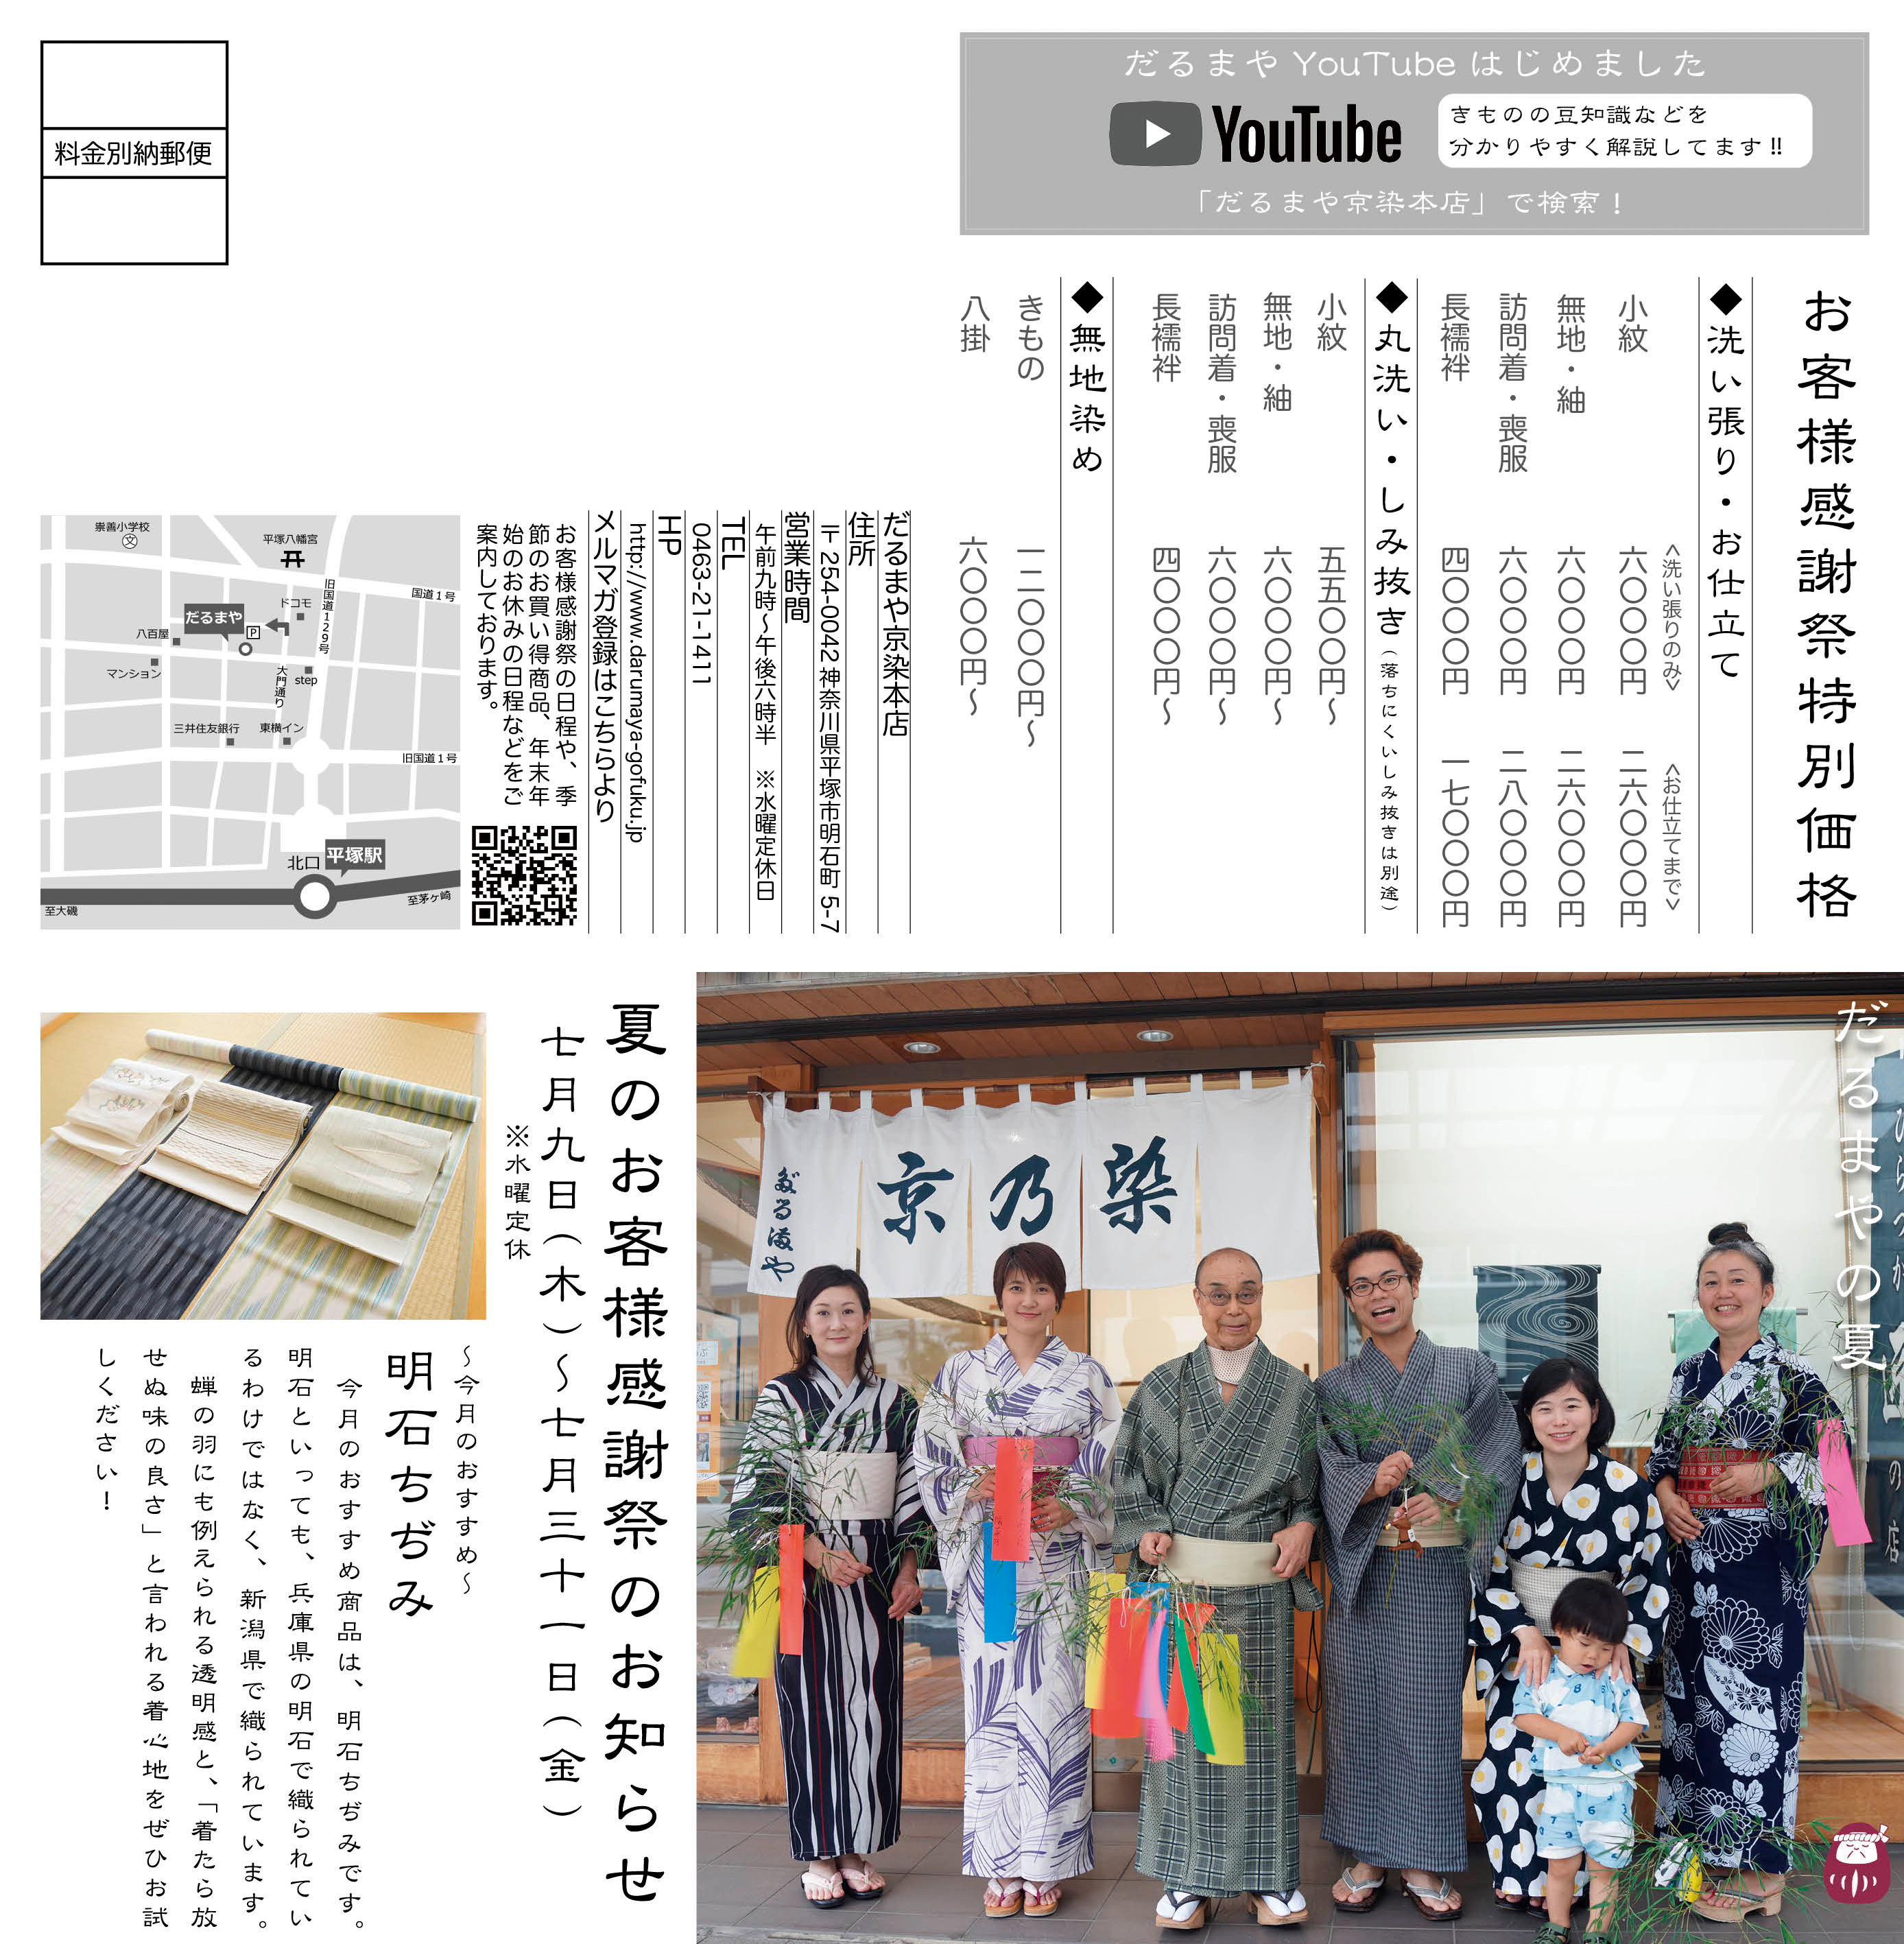 料金別納郵便
だるまや YouTube はじめました
YouTube
きものの豆知識などを
分かりやすく解説してます!!
「だるまや京染本店」で検索！
お客様感謝祭特別価格
◆洗い張り・お仕立て
<洗い張りのみ> <お仕立てまで>
小紋 六〇〇〇円 二六〇〇〇円
無地・紬 六〇〇〇円 二六〇〇〇円
訪問着・喪服 六〇〇〇円 二八〇〇〇円
長襦袢 四〇〇〇円 一七〇〇〇円
◆丸洗い・しみ抜き（落ちにくいしみ抜きは別途）
小紋 五五〇〇円〜
無地・紬 六〇〇〇円〜
訪問着・喪服 六〇〇〇円〜
長襦袢 四〇〇〇円〜
◆無地染め
きもの 一二〇〇〇円〜
八掛 六〇〇〇円〜
だるまや京染本店
住所
〒254-0042 神奈川県平塚市明石町 5-7
営業時間
午前九時〜午後六時半　※水曜定休日
TEL
0463-21-1411
HP
http://www.darumaya-gofuku.jp
メルマガ登録はこちらより
お客様感謝祭の日程や、季
節のお買い得商品、年末年
始のお休みの日程などをご
案内しております。
崇善小学校
文
平塚八幡宮
国道１号
旧国道129号
ドコモ
だるまや
P
八百屋
マンション
大門通り
step
三井住友銀行
東横イン
旧国道１号
北口
平塚駅
至大磯
至茅ヶ崎
だるまやの夏
京乃染
だるまや
夏のお客様感謝祭のお知らせ
七月九日（木）〜七月三十一日（金）
※水曜定休
〜今月のおすすめ〜
明石ちぢみ
今月のおすすめ商品は、明石ちぢみです。
明石といっても、兵庫県の明石で織られてい
るわけではなく、新潟県で織られています。
蝉の羽にも例えられる透明感と、「着たら放
せぬ味の良さ」と言われる着心地をぜひお試
しください！